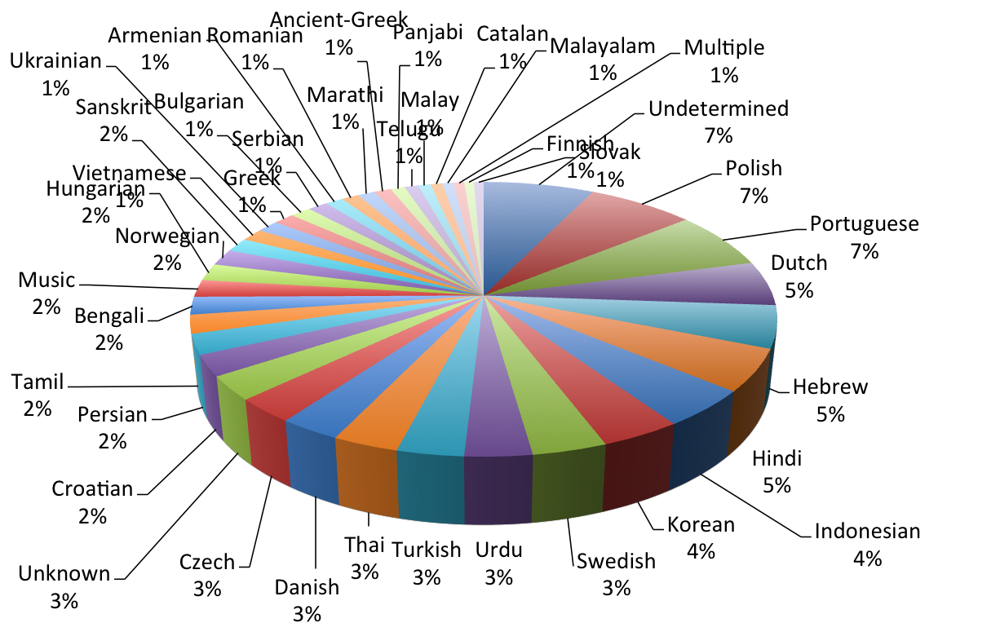 Undetermined
7%
Polish
7%
Portuguese
7%
Dutch
5%
Hebrew
5%
Hindi
5%
Indonesian
4%
Korean
4%
Swedish
3%
Urdu
3%
Turkish
3%
Thai
3%
Danish
3%
Czech
3%
Unknown
3%
Croatian
2%
Persian
2%
Tamil
2%
Bengali
2%
Music
2%
Norwegian
2%
Hungarian
2%
Vietnamese
1%
Sanskrit
2%
Ukrainian
1%
Greek
1%
Bulgarian
1%
Serbian
1%
Armenian
1%
Romanian
1%
Marathi
1%
Ancient-Greek
1%
Panjabi
1%
Telugu
1%
Malay
1%
Catalan
1%
Malayalam
1%
Multiple
1%
Finnish
1%
Slovak
1%